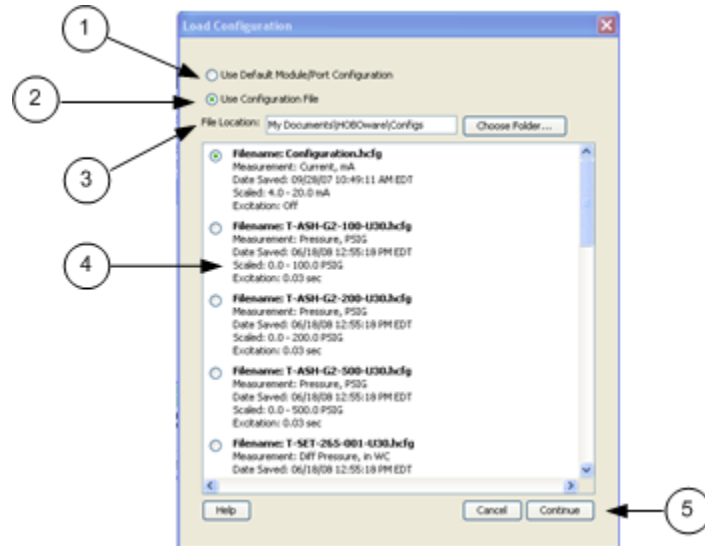 Load Configuration
1
Use Default Module/Port Configuration
2
Use Configuration File
File Location: My Documents\HOBOware\Configs Choose Folder...
3
Filename: Configuration.hcfg
Measurement: Current, mA
Date Saved: 09/28/07 10:49:11 AM EDT
Scaled: 4.0 - 20.0 mA
Excitation: Off
Filename: T-ASH-G2-100-U30.hcfg
Measurement: Pressure, PSIG
Date Saved: 06/18/08 12:55:18 PM EDT
4
Scaled: 0.0 - 100.0 PSIG
Excitation: 0.03 sec
Filename: T-ASH-G2-200-U30.hcfg
Measurement: Pressure, PSIG
Date Saved: 06/18/08 12:55:18 PM EDT
Scaled: 0.0 - 200.0 PSIG
Excitation: 0.03 sec
Filename: T-ASH-G2-500-U30.hcfg
Measurement: Pressure, PSIG
Date Saved: 06/18/08 12:55:18 PM EDT
Scaled: 0.0 - 500.0 PSIG
Excitation: 0.03 sec
Filename: T-SET-265-001-U30.hcfg
Measurement: Diff Pressure, in WC
Date Saved: 06/18/08 12:55:18 PM EDT
Help Cancel Continue
5